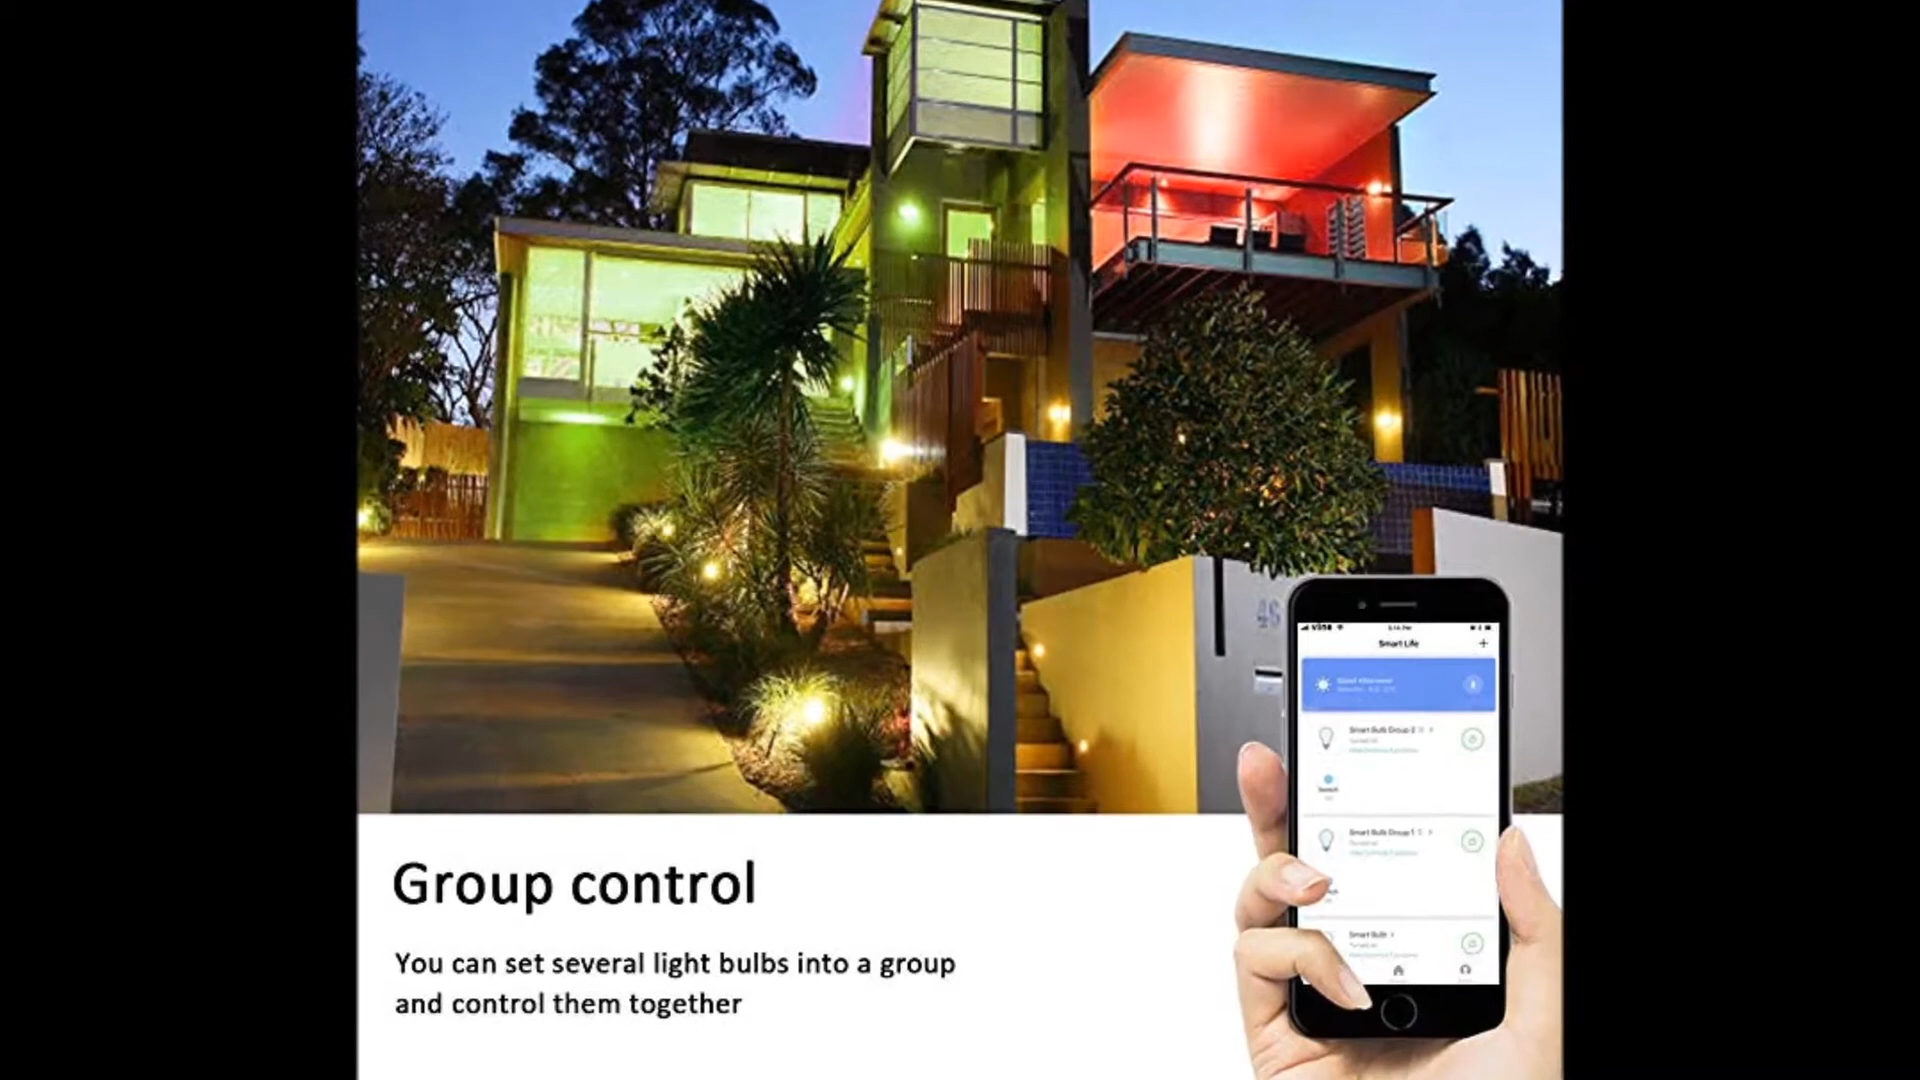 46
Smart Life
Smart Bulb Group 2
Smart Bulb Group 1
Smart Bulb
Group control
You can set several light bulbs into a group
and control them together